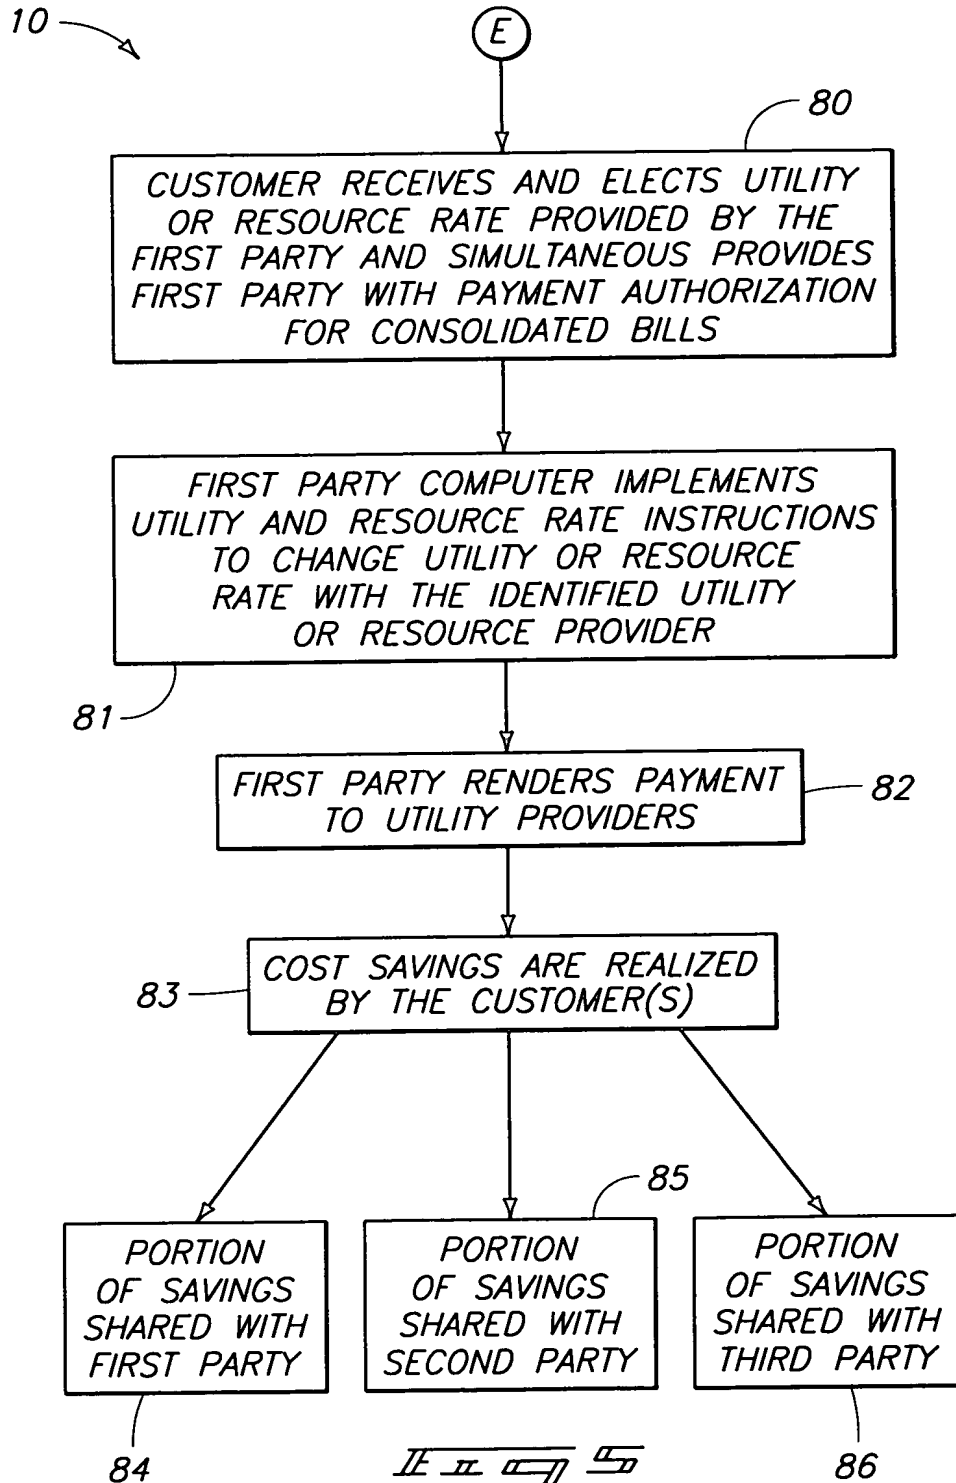 10
E
80
CUSTOMER RECEIVES AND ELECTS UTILITY
OR RESOURCE RATE PROVIDED BY THE
FIRST PARTY AND SIMULTANEOUS PROVIDES
FIRST PARTY WITH PAYMENT AUTHORIZATION
FOR CONSOLIDATED BILLS
FIRST PARTY COMPUTER IMPLEMENTS
UTILITY AND RESOURCE RATE INSTRUCTIONS
TO CHANGE UTILITY OR RESOURCE
RATE WITH THE IDENTIFIED UTILITY
OR RESOURCE PROVIDER
81
FIRST PARTY RENDERS PAYMENT
TO UTILITY PROVIDERS
82
COST SAVINGS ARE REALIZED
BY THE CUSTOMER(S)
83
85
PORTION
OF SAVINGS
SHARED WITH
FIRST PARTY
PORTION
OF SAVINGS
SHARED WITH
SECOND PARTY
PORTION
OF SAVINGS
SHARED WITH
THIRD PARTY
84
86
Fig 5